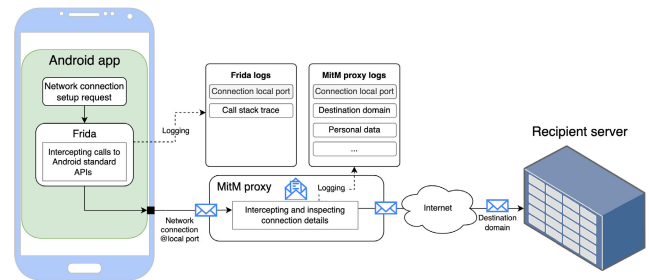 Android app
Network connection
setup request
Frida
Intercepting calls to
Android standard
APIs
Logging
Frida logs
Connection local port
Call stack trace
MitM proxy logs
Connection local port
Destination domain
Personal data
...
MitM proxy
Logging
Intercepting and inspecting
connection details
Network
connection
@local port
Internet
Destination
domain
Recipient server